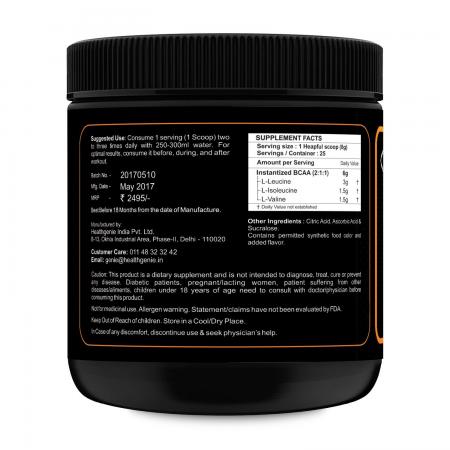 Suggested Use: Consume 1 serving (1 Scoop) two
to three times daily with 250-300ml water. For
optimal results, consume it before, during, and after
workout.
Batch No. - 20170510
Mfg. Date - May 2017
MRP - ₹ 2495/-
Best Before 18 Months from the date of Manufacture.
Manufactured by:
Healthgenie India Pvt. Ltd.
B-13, Okhla Industrial Area, Phase-II, Delhi - 110020
Customer Care: 011 48 32 32 42
Email: genie@healthgenie.in
SUPPLEMENT FACTS
Serving size : 1 Heapful scoop (8g)
Servings / Container : 25
Amount per Serving Daily Value
Instantized BCAA (2:1:1) 6g
L-Leucine 3g †
L-Isoleucine 1.5g †
L-Valine 1.5g †
† Daily Value not established
Other Ingredients : Citric Acid, Ascorbic Acid &
Sucralose.
Contains permitted synthetic food color and
added flavor.
Caution: This product is a dietary supplement and is not intended to diagnose, treat, cure or prevent
any disease. Diabetic patients, pregnant/lacting women, patient suffering from other
diseases/ailments, children under 18 years of age need to consult with doctor/physician before
consuming this product.
Not for medicinal use. Allergen warning. Statement/claims have not been evaluated by FDA.
Keep Out of Reach of children. Store in a Cool/Dry Place.
In Case of any discomfort, discontinue use & seek physician's help.